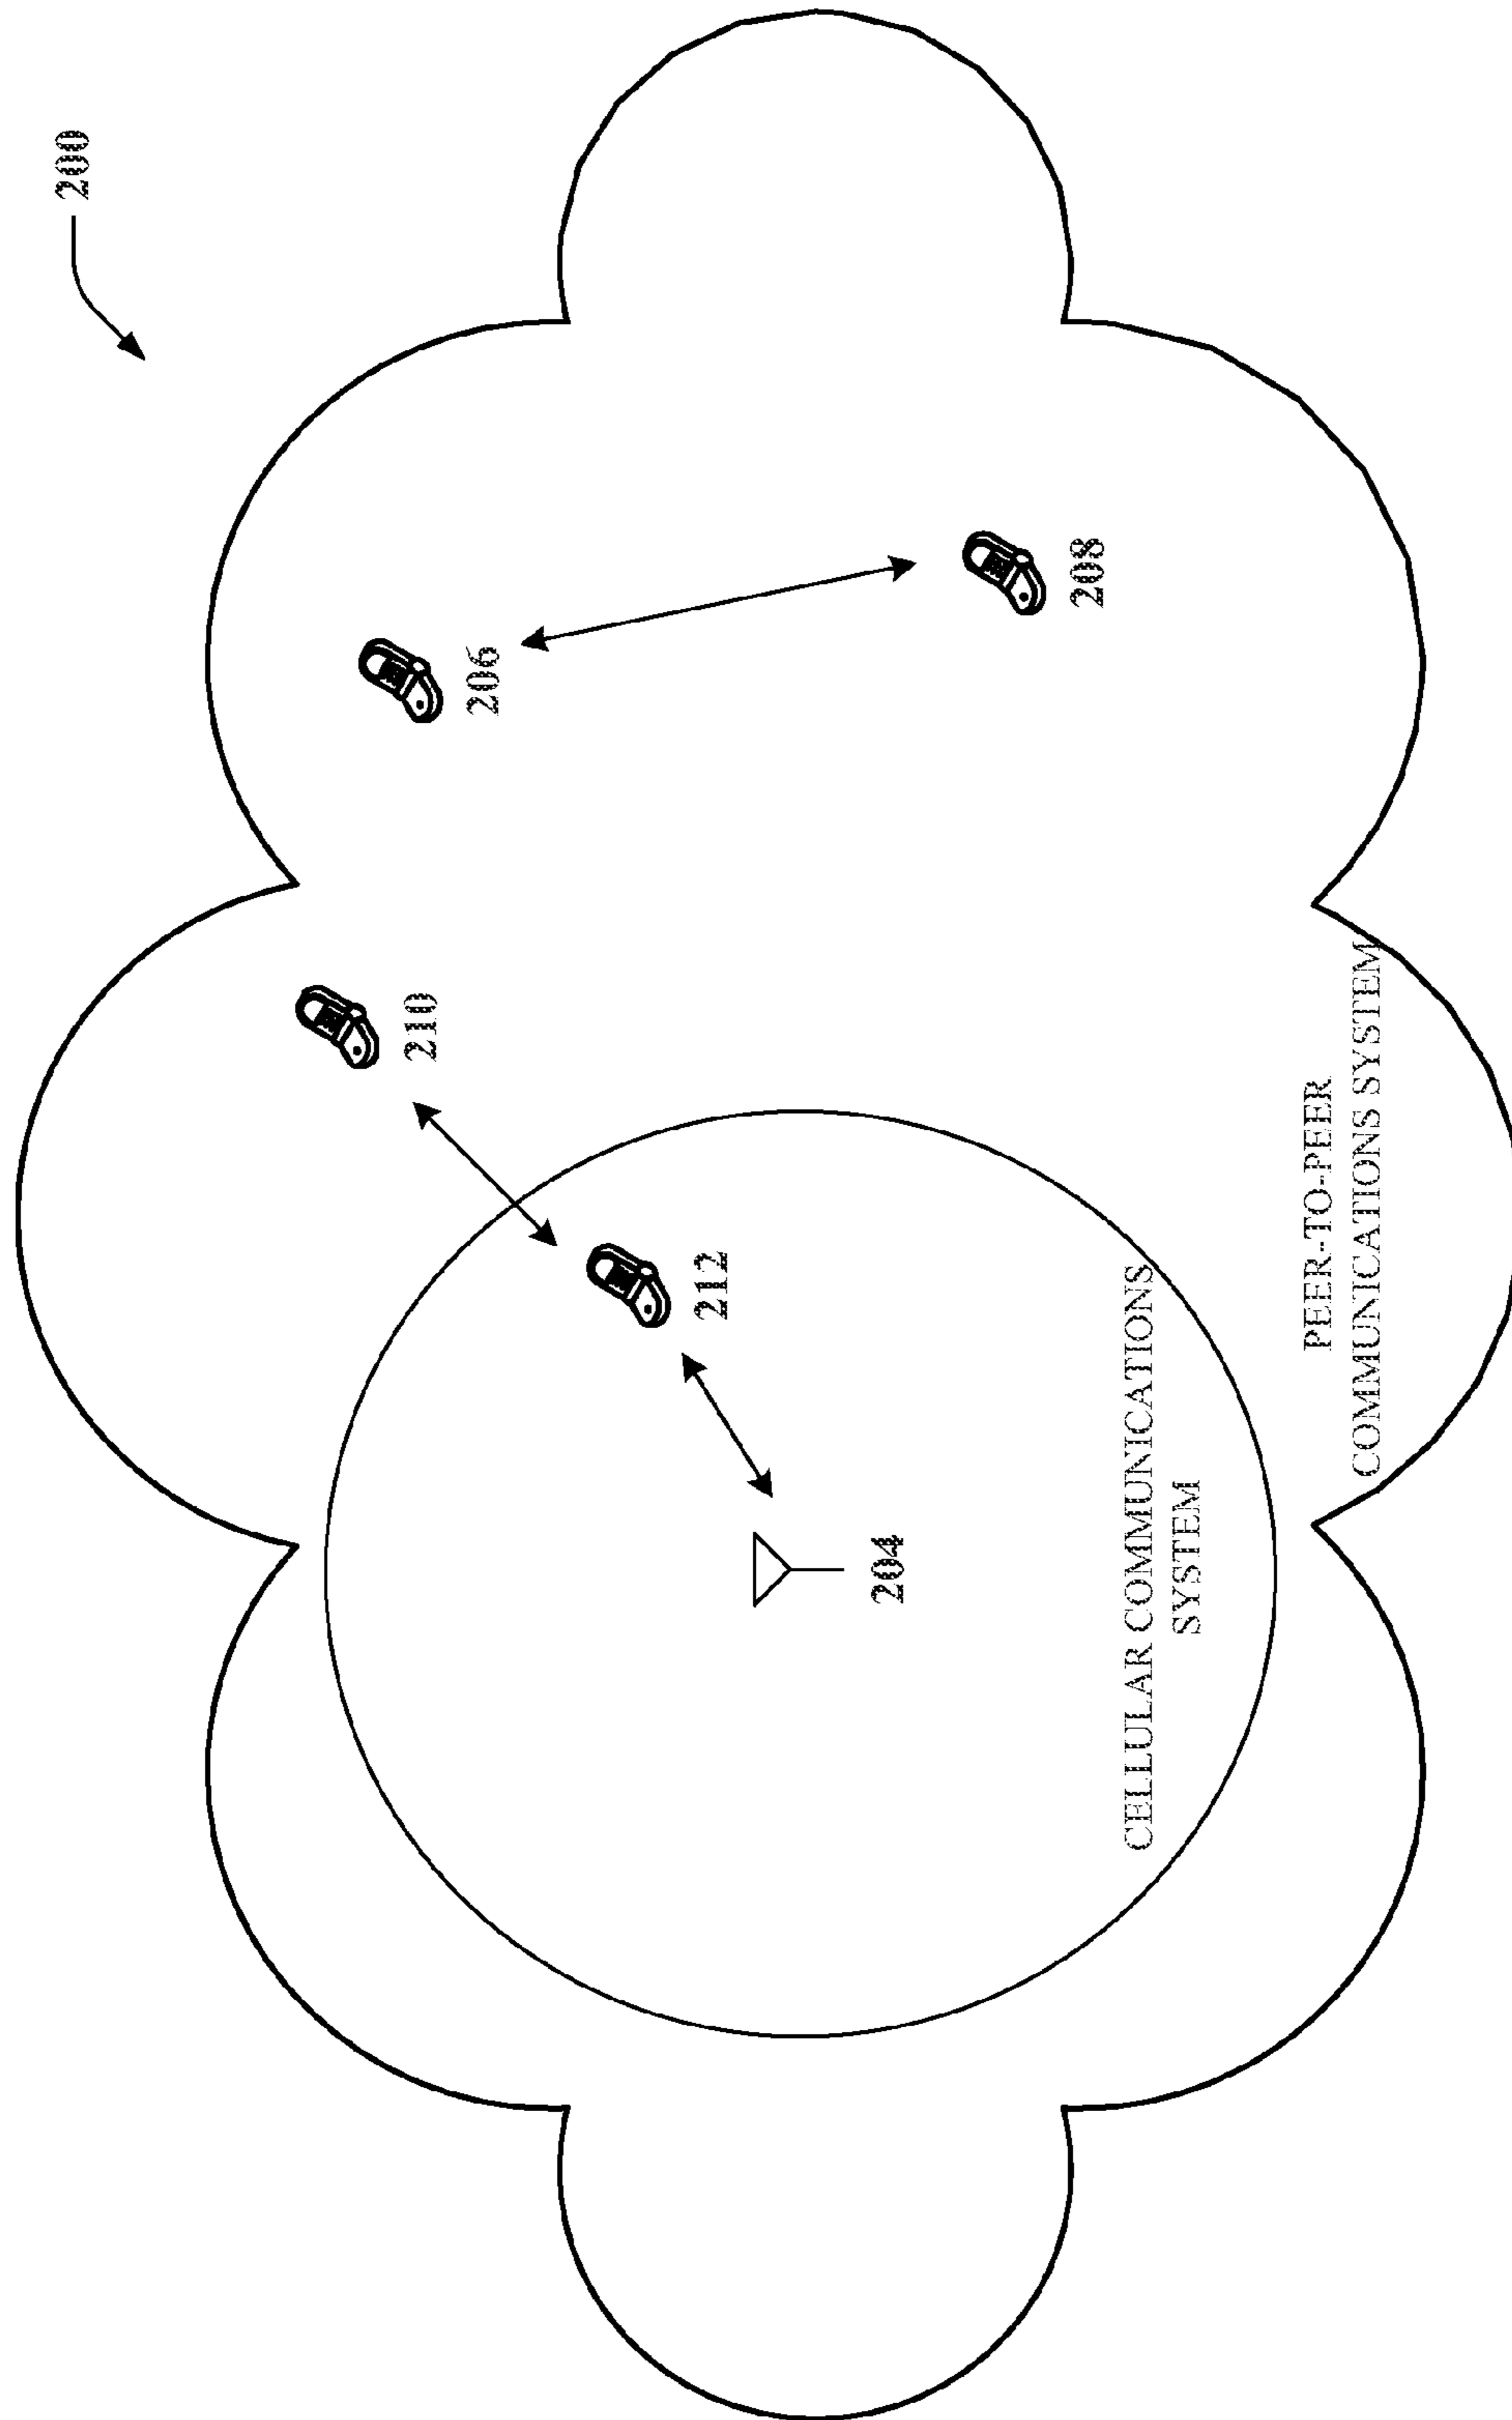 200
206
208
210
212
204
CELLULAR COMMUNICATIONS
SYSTEM
PEER-TO-PEER
COMMUNICATIONS SYSTEM